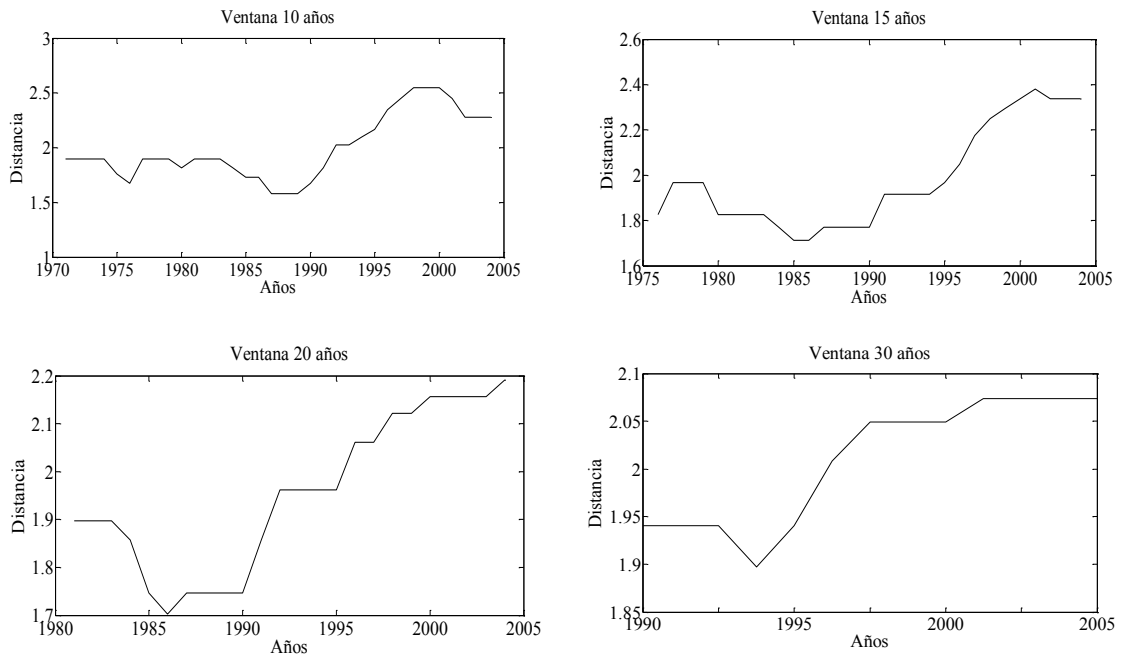 Ventana 10 años
3
2.5
2
1.5
1
Distancia
1970 1975 1980 1985 1990 1995 2000 2005
Años
Ventana 15 años
2.6
2.4
2.2
2
1.8
1.6
Distancia
1975 1980 1985 1990 1995 2000 2005
Años
Ventana 20 años
2.2
2.1
2
1.9
1.8
1.7
Distancia
1980 1985 1990 1995 2000 2005
Años
Ventana 30 años
2.1
2.05
2
1.95
1.9
1.85
Distancia
1990 1995 2000 2005
Años